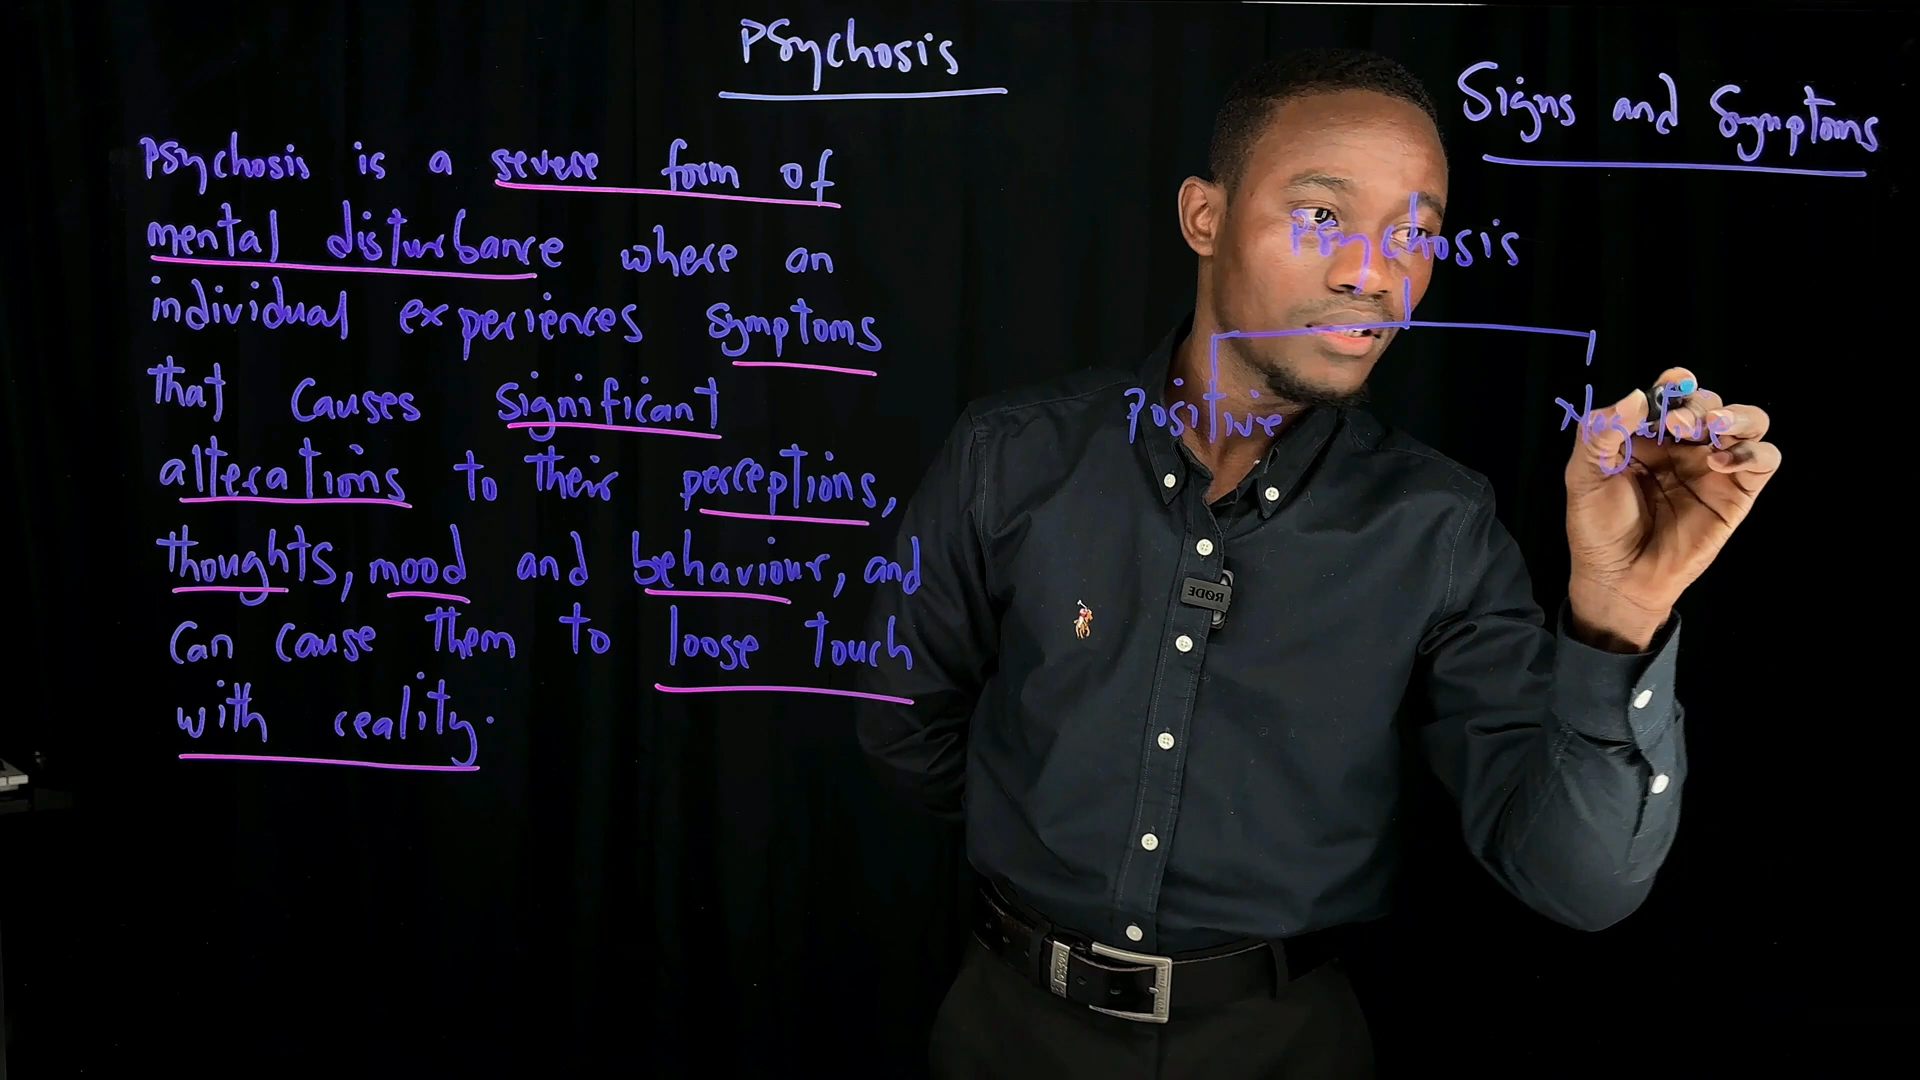 Psychosis
Psychosis is a severe form of
mental disturbance where an
individual experiences symptoms
that causes significant
alterations to their perceptions,
thoughts, mood and behaviour, and
can cause them to loose touch
with reality.
Signs and Symptoms
Psychosis
Positive Negative
RØDE